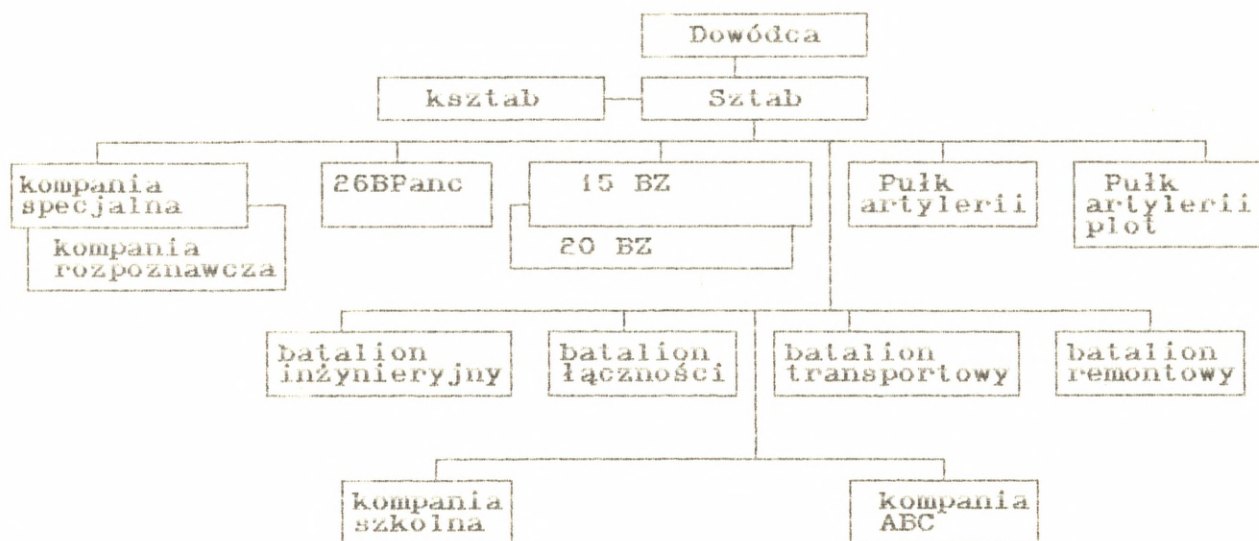 Dowódca
ksztab
Sztab
kompania
specjalna
kompania
rozpoznawcza
26BPanc
15 BZ
20 BZ
Pułk
artylerii
Pułk
artylerii
plot
batalion
inżynieryjny
batalion
łączności
batalion
transportowy
batalion
remontowy
kompania
szkolna
kompania
ABC